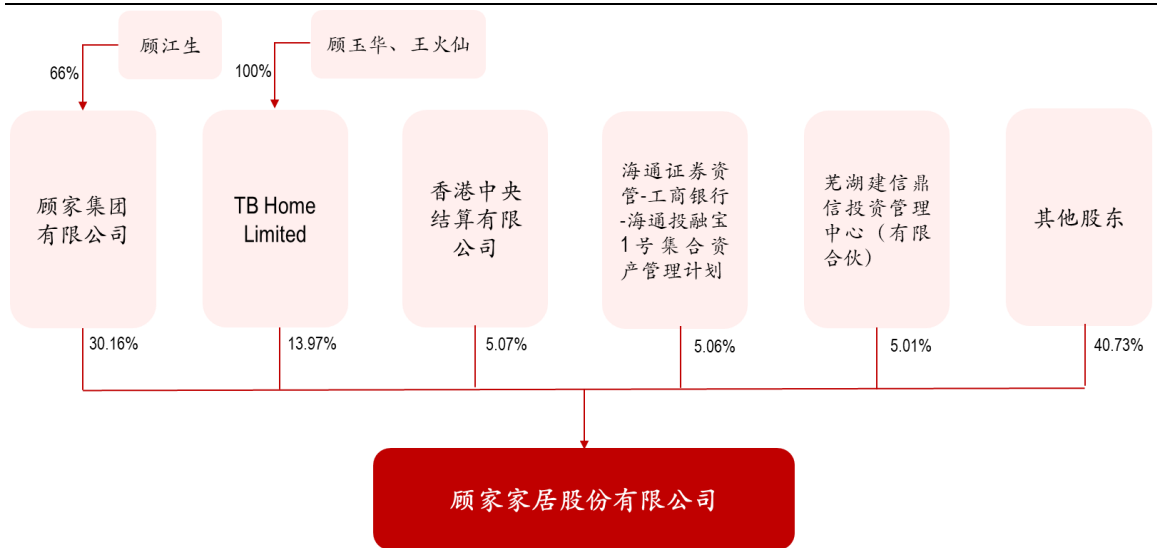 顾江生
顾玉华、王火仙
66%
100%
顾家集团
有限公司
TB Home
Limited
香港中央
结算有限
公司
海通证券资
管-工商银行
-海通投融宝
1号集合资
产管理计划
芜湖建信鼎
信投资管理
中心（有限
合伙）
其他股东
30.16%
13.97%
5.07%
5.06%
5.01%
40.73%
顾家家居股份有限公司